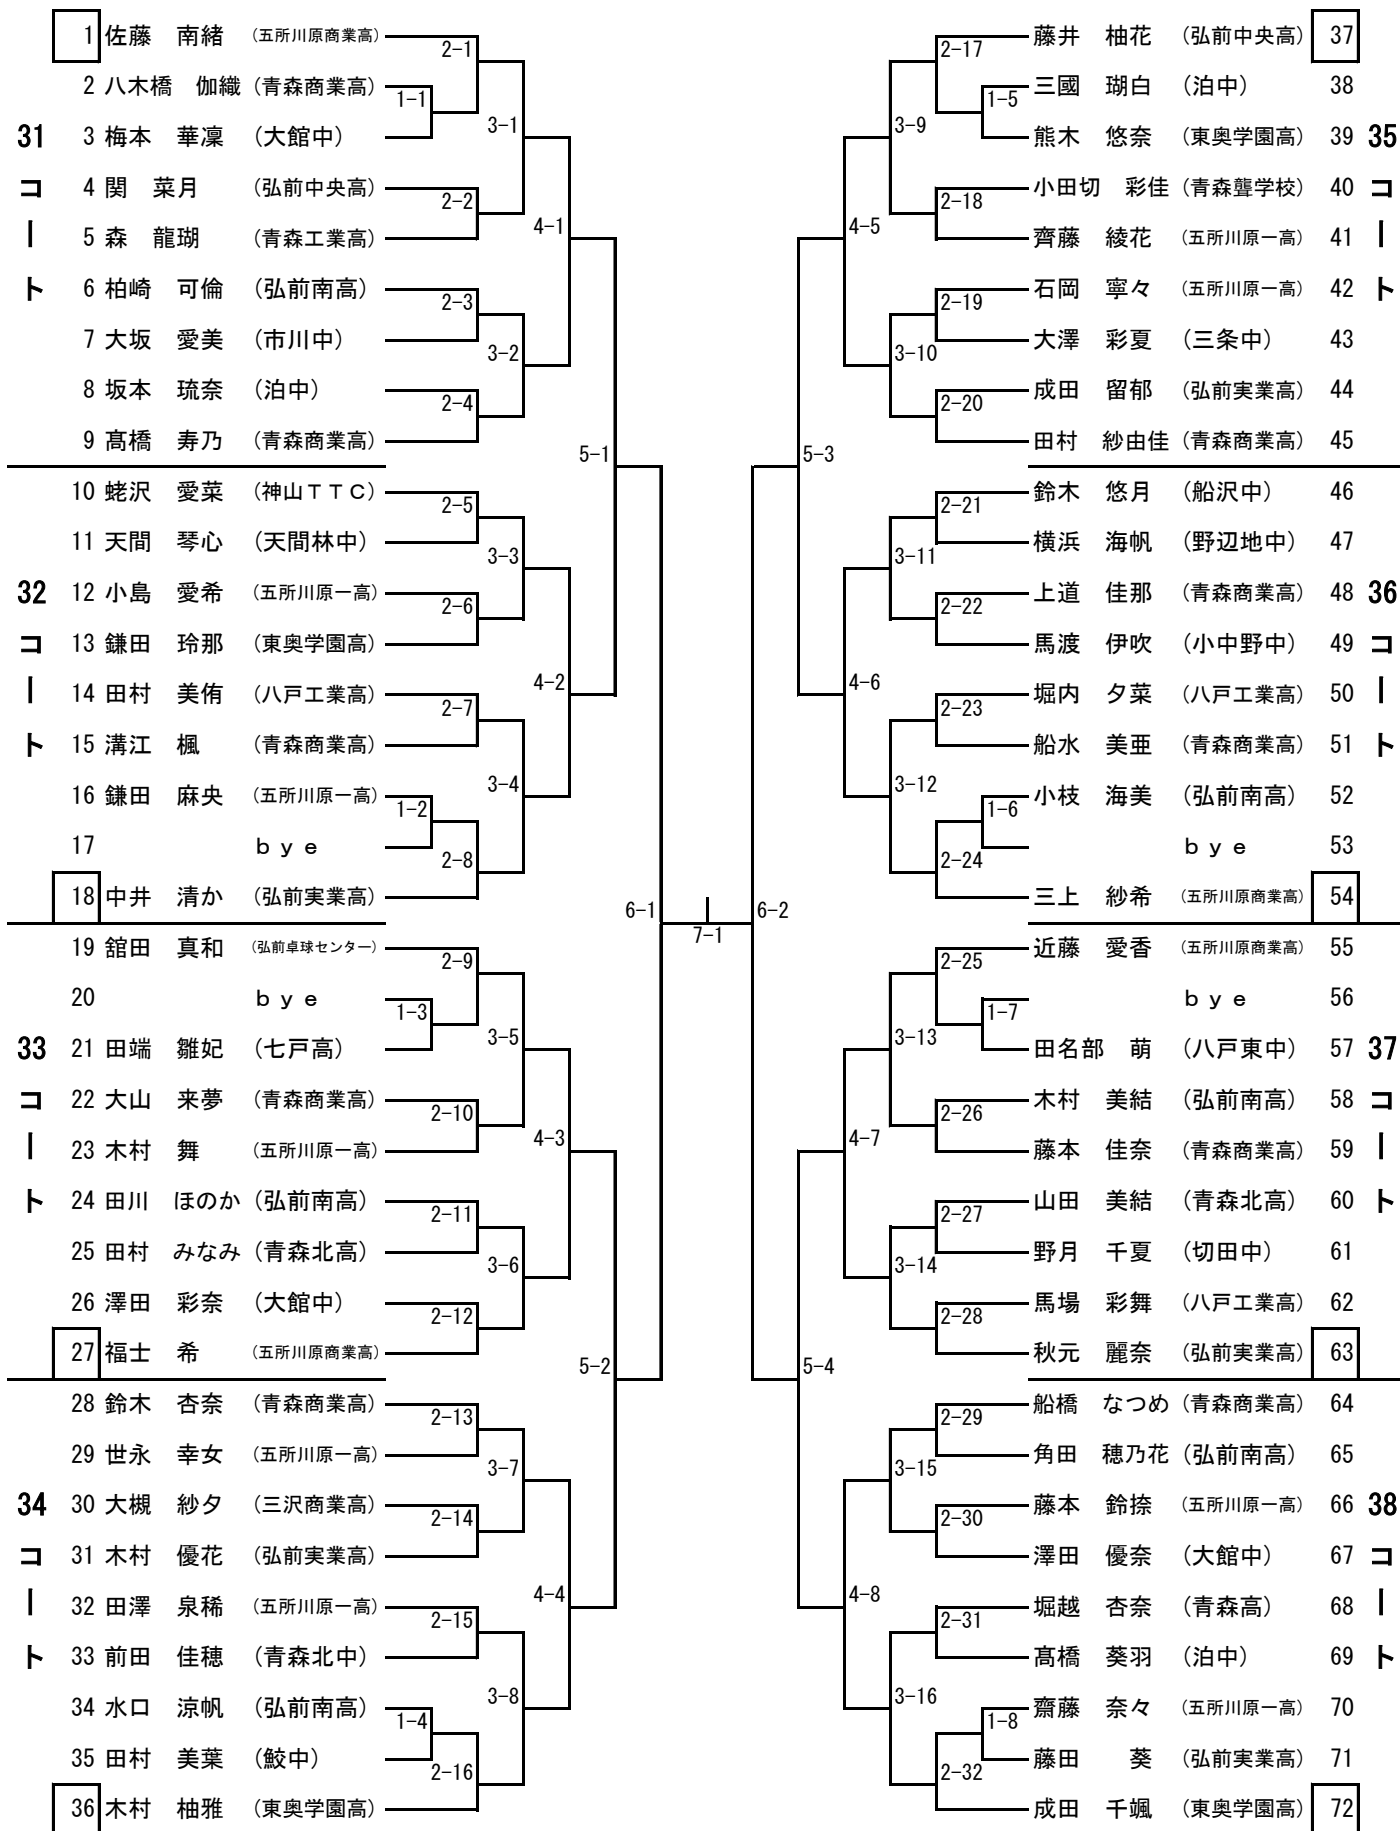 1 佐藤 南緒 (五所川原商業高)
2 八木橋 伽織 (青森商業高)
3 梅本 華凜 (大館中)
4 関 菜月 (弘前中央高)
5 森 龍瑚 (青森工業高)
6 柏崎 可倫 (弘前南高)
7 大坂 愛美 (市川中)
8 坂本 琉奈 (泊中)
9 髙橋 寿乃 (青森商業高)
31コート
2-1
1-1
3-1
2-2
4-1
2-3
3-2
2-4
5-1
10 蛯沢 愛菜 (神山TTC)
11 天間 琴心 (天間林中)
12 小島 愛希 (五所川原一高)
13 鎌田 玲那 (東奥学園高)
14 田村 美侑 (八戸工業高)
15 溝江 楓 (青森商業高)
16 鎌田 麻央 (五所川原一高)
17 bye
18 中井 清か (弘前実業高)
32コート
2-5
3-3
2-6
4-2
2-7
3-4
1-2
2-8
6-1
19 舘田 真和 (弘前卓球センター)
20 bye
21 田端 雛妃 (七戸高)
22 大山 来夢 (青森商業高)
23 木村 舞 (五所川原一高)
24 田川 ほのか (弘前南高)
25 田村 みなみ (青森北高)
26 澤田 彩奈 (大館中)
27 福士 希 (五所川原商業高)
33コート
2-9
1-3
3-5
2-10
4-3
2-11
3-6
2-12
5-2
28 鈴木 杏奈 (青森商業高)
29 世永 幸女 (五所川原一高)
30 大槻 紗夕 (三沢商業高)
31 木村 優花 (弘前実業高)
32 田澤 泉稀 (五所川原一高)
33 前田 佳穂 (青森北中)
34 水口 涼帆 (弘前南高)
35 田村 美葉 (鮫中)
36 木村 柚雅 (東奥学園高)
34コート
2-13
3-7
2-14
4-4
2-15
3-8
1-4
2-16
7-1
藤井 柚花 (弘前中央高) 37
三國 瑚白 (泊中) 38
熊木 悠奈 (東奥学園高) 39
小田切 彩佳 (青森聾学校) 40
齊藤 綾花 (五所川原一高) 41
石岡 寧々 (五所川原一高) 42
大澤 彩夏 (三条中) 43
成田 留郁 (弘前実業高) 44
田村 紗由佳 (青森商業高) 45
35コート
2-17
1-5
3-9
2-18
4-5
2-19
3-10
2-20
5-3
鈴木 悠月 (船沢中) 46
横浜 海帆 (野辺地中) 47
上道 佳那 (青森商業高) 48
馬渡 伊吹 (小中野中) 49
堀内 夕菜 (八戸工業高) 50
船水 美亜 (青森商業高) 51
小枝 海美 (弘前南高) 52
bye 53
三上 紗希 (五所川原商業高) 54
36コート
2-21
3-11
2-22
4-6
2-23
3-12
1-6
2-24
6-2
近藤 愛香 (五所川原商業高) 55
bye 56
田名部 萌 (八戸東中) 57
木村 美結 (弘前南高) 58
藤本 佳奈 (青森商業高) 59
山田 美結 (青森北高) 60
野月 千夏 (切田中) 61
馬場 彩舞 (八戸工業高) 62
秋元 麗奈 (弘前実業高) 63
37コート
2-25
1-7
3-13
2-26
4-7
2-27
3-14
2-28
5-4
船橋 なつめ (青森商業高) 64
角田 穂乃花 (弘前南高) 65
藤本 鈴捺 (五所川原一高) 66
澤田 優奈 (大館中) 67
堀越 杏奈 (青森高) 68
髙橋 葵羽 (泊中) 69
齋藤 奈々 (五所川原一高) 70
藤田 葵 (弘前実業高) 71
成田 千颯 (東奥学園高) 72
38コート
2-29
3-15
2-30
4-8
2-31
3-16
1-8
2-32